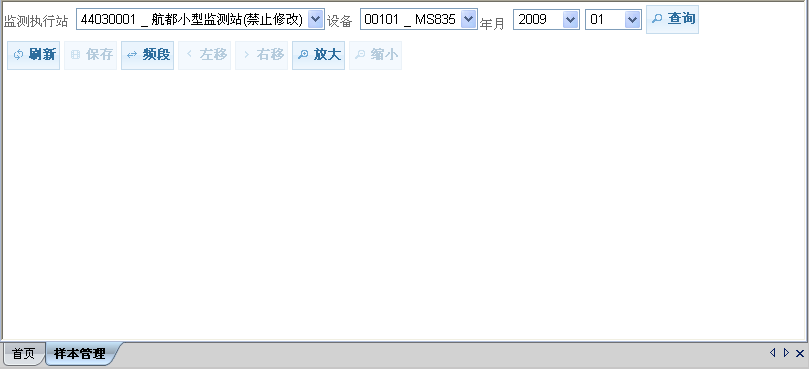 监测执行站 44030001 _ 航都小型监测站(禁止修改) 设备 00101 _ MS835 年月 2009 01 查询
刷新 保存 频段 左移 右移 放大 缩小
首页 样本管理